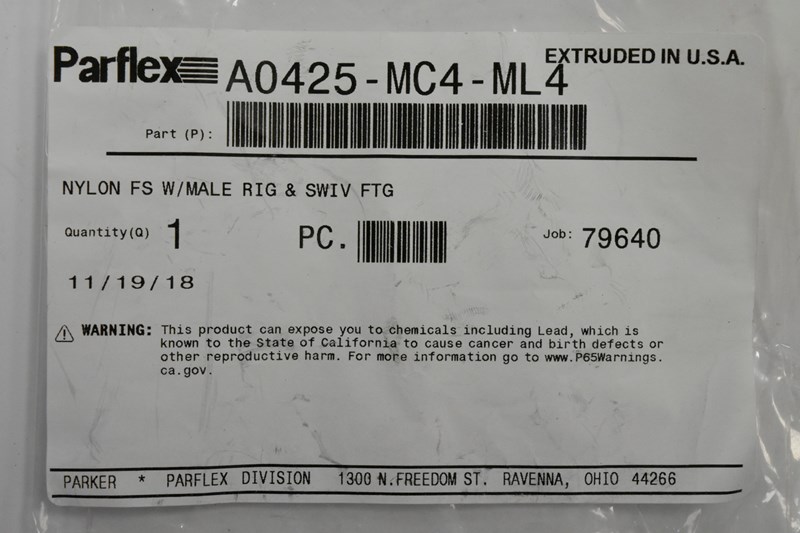 Parflex A0425-MC4-ML4 EXTRUDED IN U.S.A.
Part (P):
NYLON FS W/MALE RIG & SWIV FTG
Quantity(Q) 1 PC. Job: 79640
11/19/18
⚠ WARNING: This product can expose you to chemicals including Lead, which is
known to the State of California to cause cancer and birth defects or
other reproductive harm. For more information go to www.P65Warnings.
ca.gov.
PARKER * PARFLEX DIVISION 1300 N.FREEDOM ST. RAVENNA, OHIO 44266